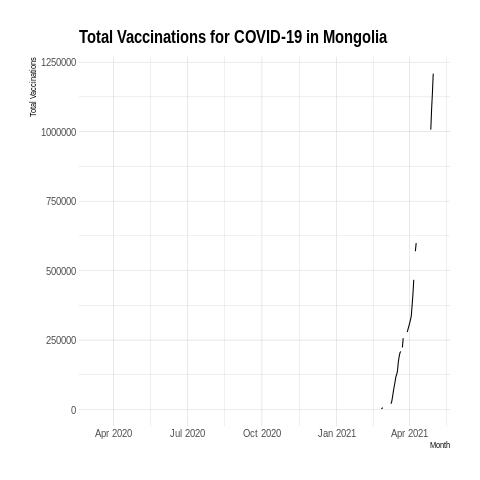 Total Vaccinations for COVID-19 in Mongolia
Total Vaccinations
1250000
1000000
750000
500000
250000
0
Apr 2020 Jul 2020 Oct 2020 Jan 2021 Apr 2021
Month